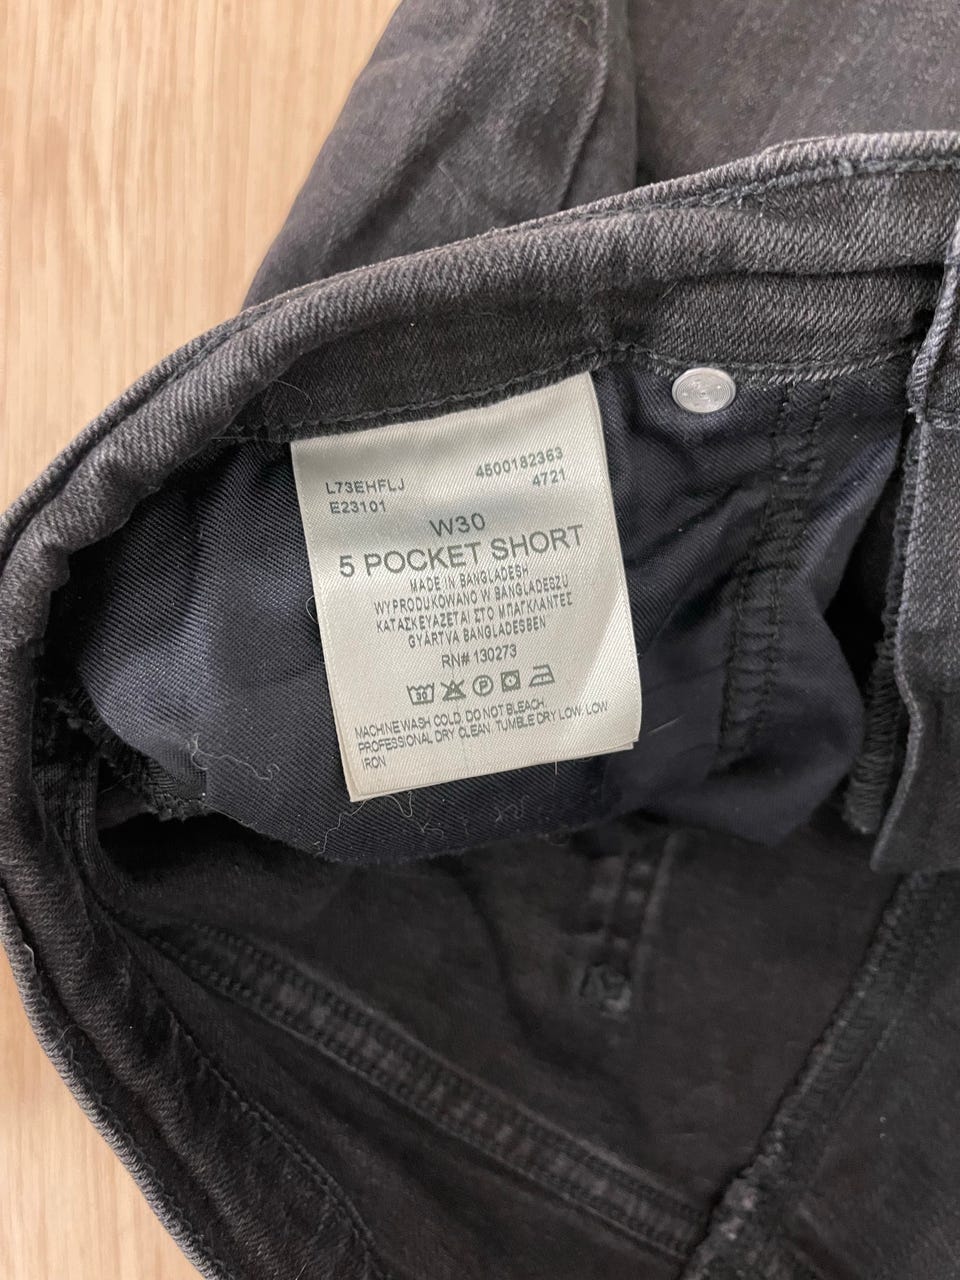 L73EHFLJ 4500182363
E23101 4721
W30
5 POCKET SHORT
MADE IN BANGLADESH
WYPRODUKOWANO W BANGLADESZU
ΚΑΤΑΣΚΕΥΑΖΕΤΑΙ ΣΤΟ ΜΠΑΓΚΛΑΝΤΕΣ
GYÁRTVA BANGLADESBEN
RN# 130273
30 P
MACHINE WASH COLD. DO NOT BLEACH.
PROFESSIONAL DRY CLEAN. TUMBLE DRY LOW. LOW
IRON